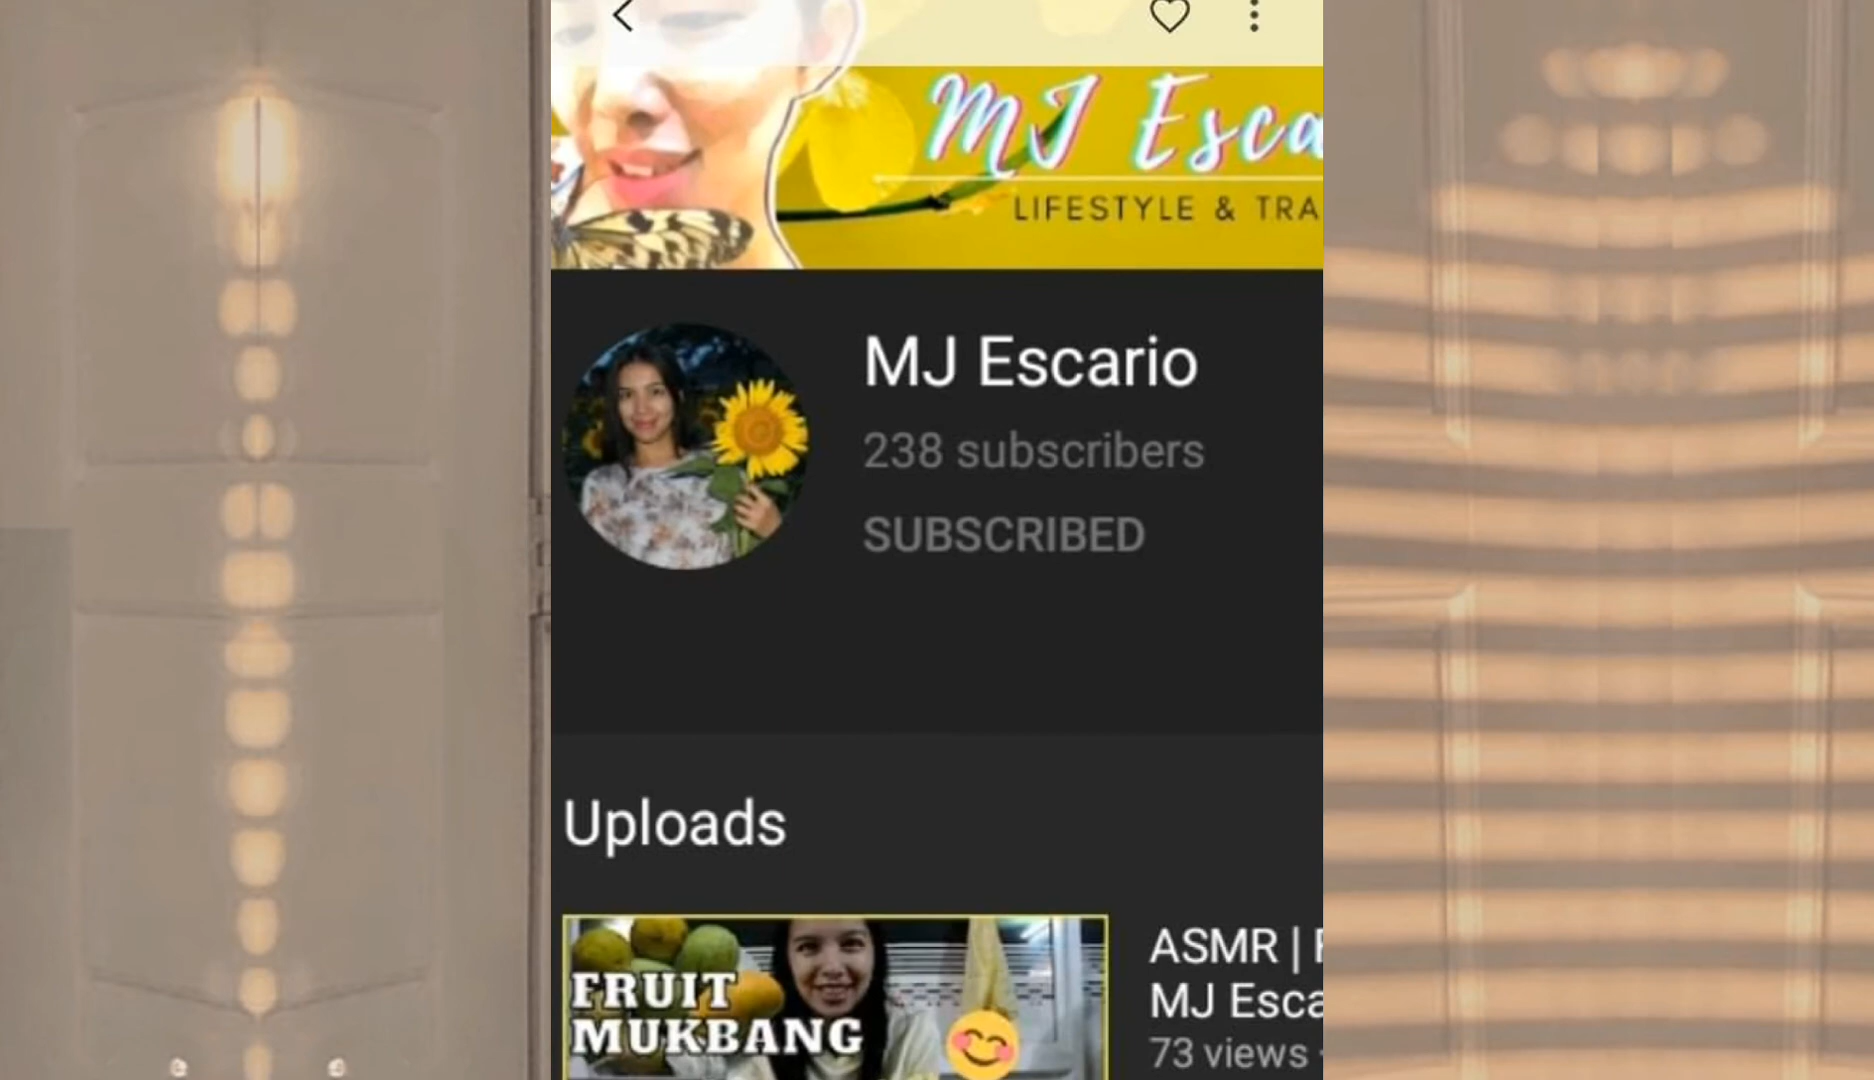 MJ Esca
LIFESTYLE & TRA
MJ Escario
238 subscribers
SUBSCRIBED
Uploads
FRUIT
MUKBANG
ASMR |
MJ Esca
73 views